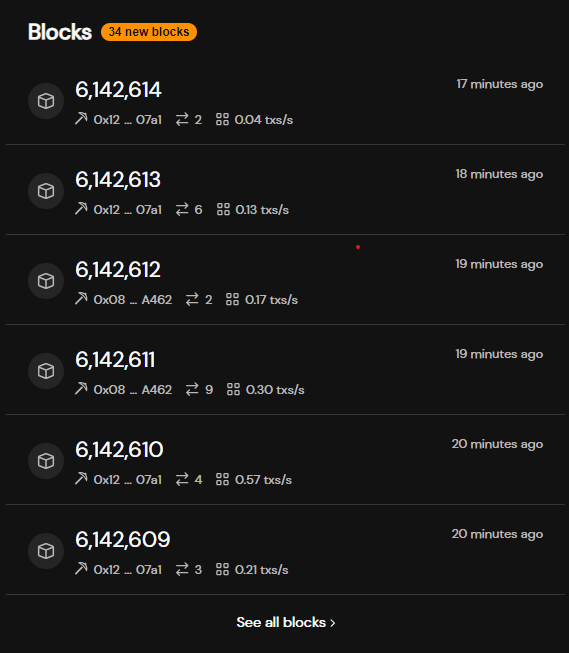 Blocks 34 new blocks
6,142,614 17 minutes ago
0x12 ... 07a1 2 0.04 txs/s
6,142,613 18 minutes ago
0x12 ... 07a1 6 0.13 txs/s
6,142,612 19 minutes ago
0x08 ... A462 2 0.17 txs/s
6,142,611 19 minutes ago
0x08 ... A462 9 0.30 txs/s
6,142,610 20 minutes ago
0x12 ... 07a1 4 0.57 txs/s
6,142,609 20 minutes ago
0x12 ... 07a1 3 0.21 txs/s
See all blocks ›